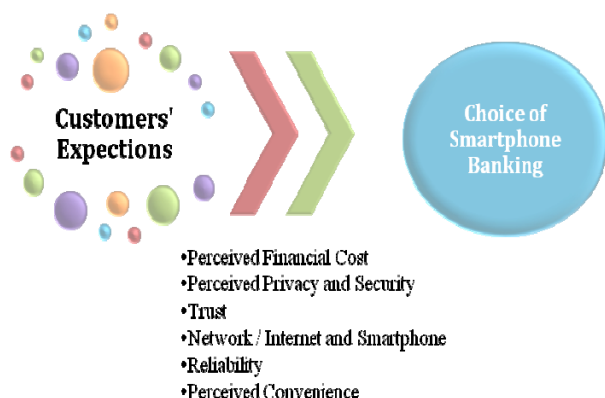 Customers'
Expections
Choice of
Smartphone
Banking
•Perceived Financial Cost
•Perceived Privacy and Security
•Trust
•Network / Internet and Smartphone
•Reliability
•Perceived Convenience